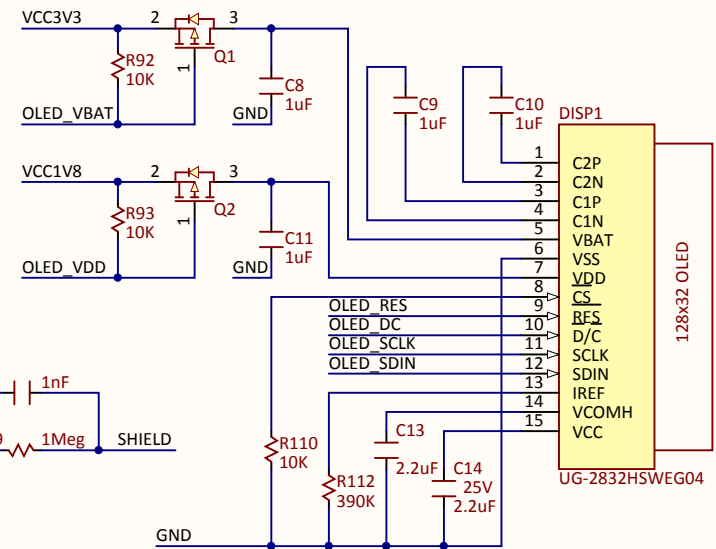 VCC3V3
2
3
R92
10K
1
Q1
OLED_VBAT
C8
1uF
GND
C9
1uF
C10
1uF
DISP1
VCC1V8
2
3
R93
10K
1
Q2
OLED_VDD
C11
1uF
GND
1 C2P
2 C2N
3 C1P
4 C1N
5 VBAT
6 VSS
7 VDD
8 CS
OLED_RES 9 RES
OLED_DC 10 D/C
OLED_SCLK 11 SCLK
OLED_SDIN 12 SDIN
13 IREF
14 VCOMH
15 VCC
128x32 OLED
UG-2832HSWEG04
1nF
9 1Meg
SHIELD
R110
10K
R112
390K
C13
2.2uF
C14
25V
2.2uF
GND